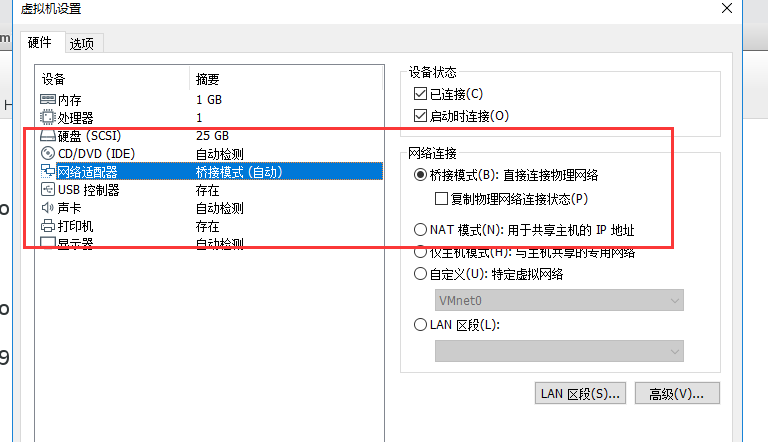 虚拟机设置
硬件 选项
设备 摘要
内存 1 GB
处理器 1
硬盘 (SCSI) 25 GB
CD/DVD (IDE) 自动检测
网络适配器 桥接模式 (自动)
USB 控制器 存在
声卡 自动检测
打印机 存在
显示器 自动检测
设备状态
已连接(C)
启动时连接(O)
网络连接
桥接模式(B): 直接连接物理网络
复制物理网络连接状态(P)
NAT 模式(N): 用于共享主机的 IP 地址
仅主机模式(H): 与主机共享的专用网络
自定义(U): 特定虚拟网络
VMnet0
LAN 区段(L):
LAN 区段(S)... 高级(V)...
m
H
o
o
9